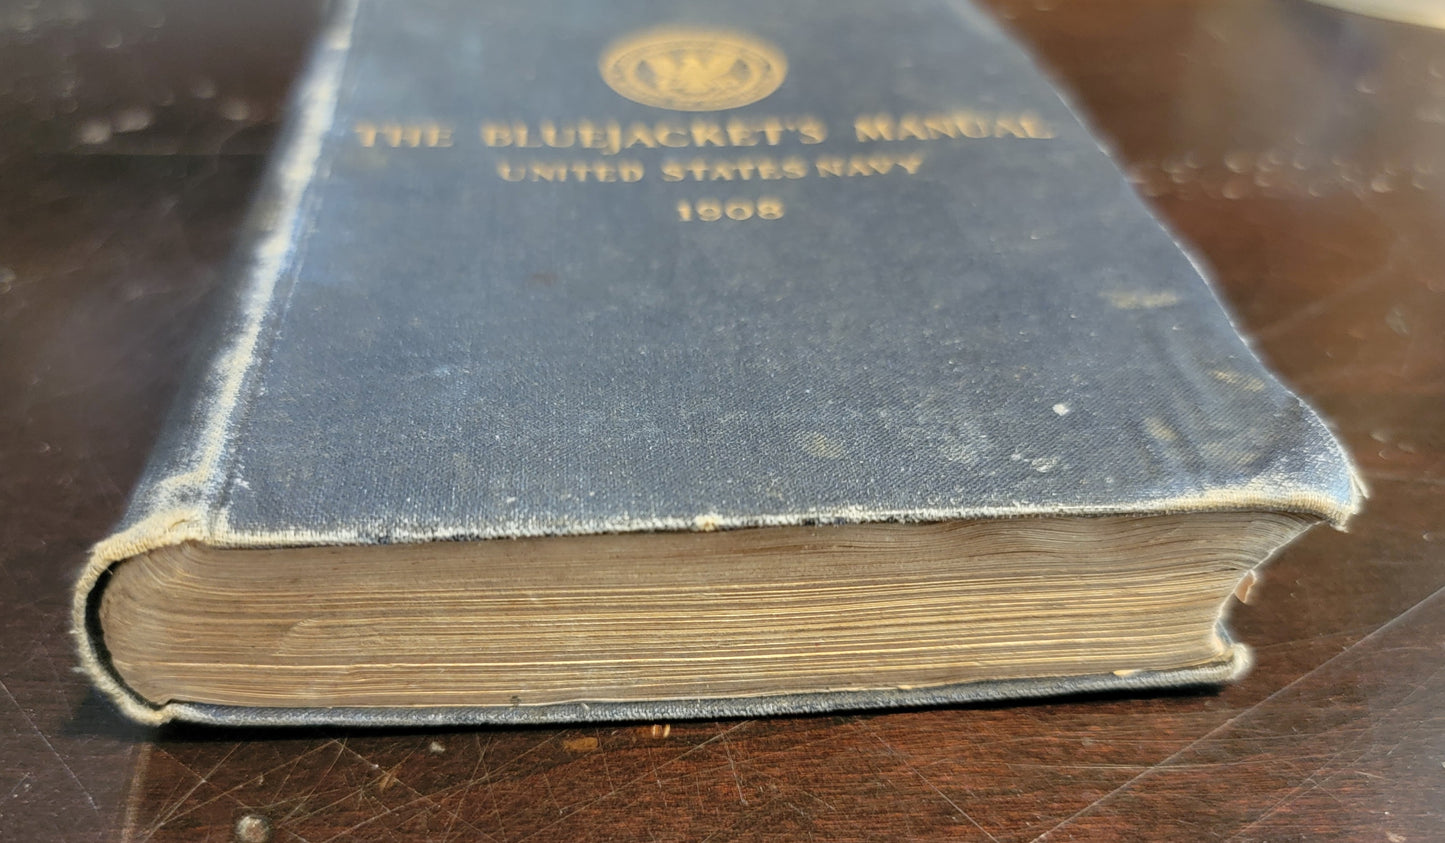 THE BLUEJACKET'S MANUAL
UNITED STATES NAVY
1908